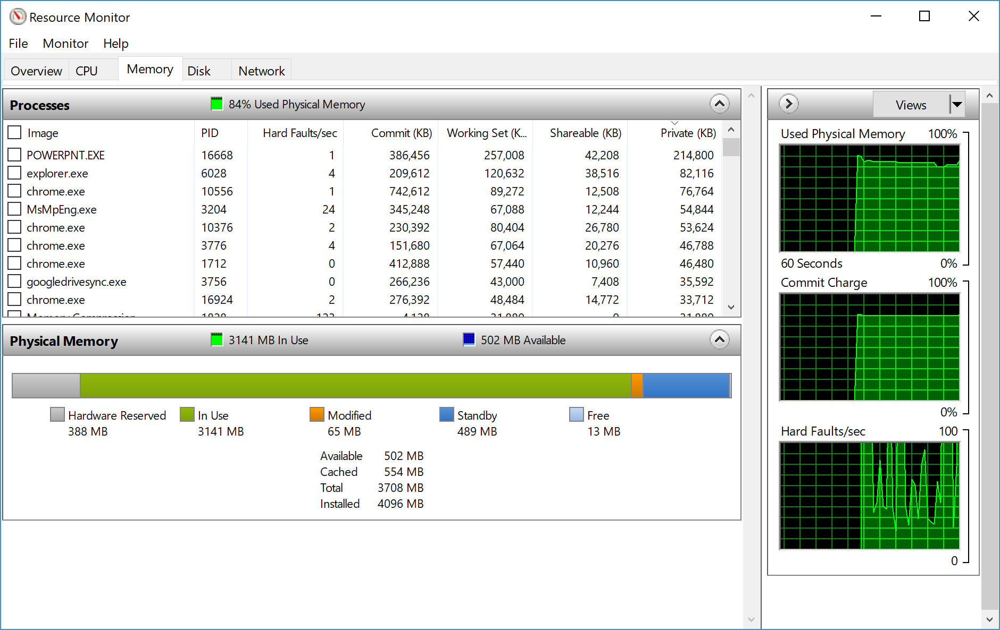 Resource Monitor
File Monitor Help
Overview CPU Memory Disk Network
Processes 84% Used Physical Memory
Image PID Hard Faults/sec Commit (KB) Working Set (K... Shareable (KB) Private (KB)
POWERPNT.EXE 16668 1 386,456 257,008 42,208 214,800
explorer.exe 6028 4 209,612 120,632 38,516 82,116
chrome.exe 10556 1 742,612 89,272 12,508 76,764
MsMpEng.exe 3204 24 345,248 67,088 12,244 54,844
chrome.exe 10376 2 230,392 80,404 26,780 53,624
chrome.exe 3776 4 151,680 67,064 20,276 46,788
chrome.exe 1712 0 412,888 57,440 10,960 46,480
googledrivesync.exe 3756 0 266,236 43,000 7,408 35,592
chrome.exe 16924 2 276,392 48,484 14,772 33,712
Memory Compression
Physical Memory 3141 MB In Use 502 MB Available
Hardware Reserved In Use Modified Standby Free
388 MB 3141 MB 65 MB 489 MB 13 MB
Available 502 MB
Cached 554 MB
Total 3708 MB
Installed 4096 MB
Views
Used Physical Memory 100%
60 Seconds 0%
Commit Charge 100%
0%
Hard Faults/sec 100
0